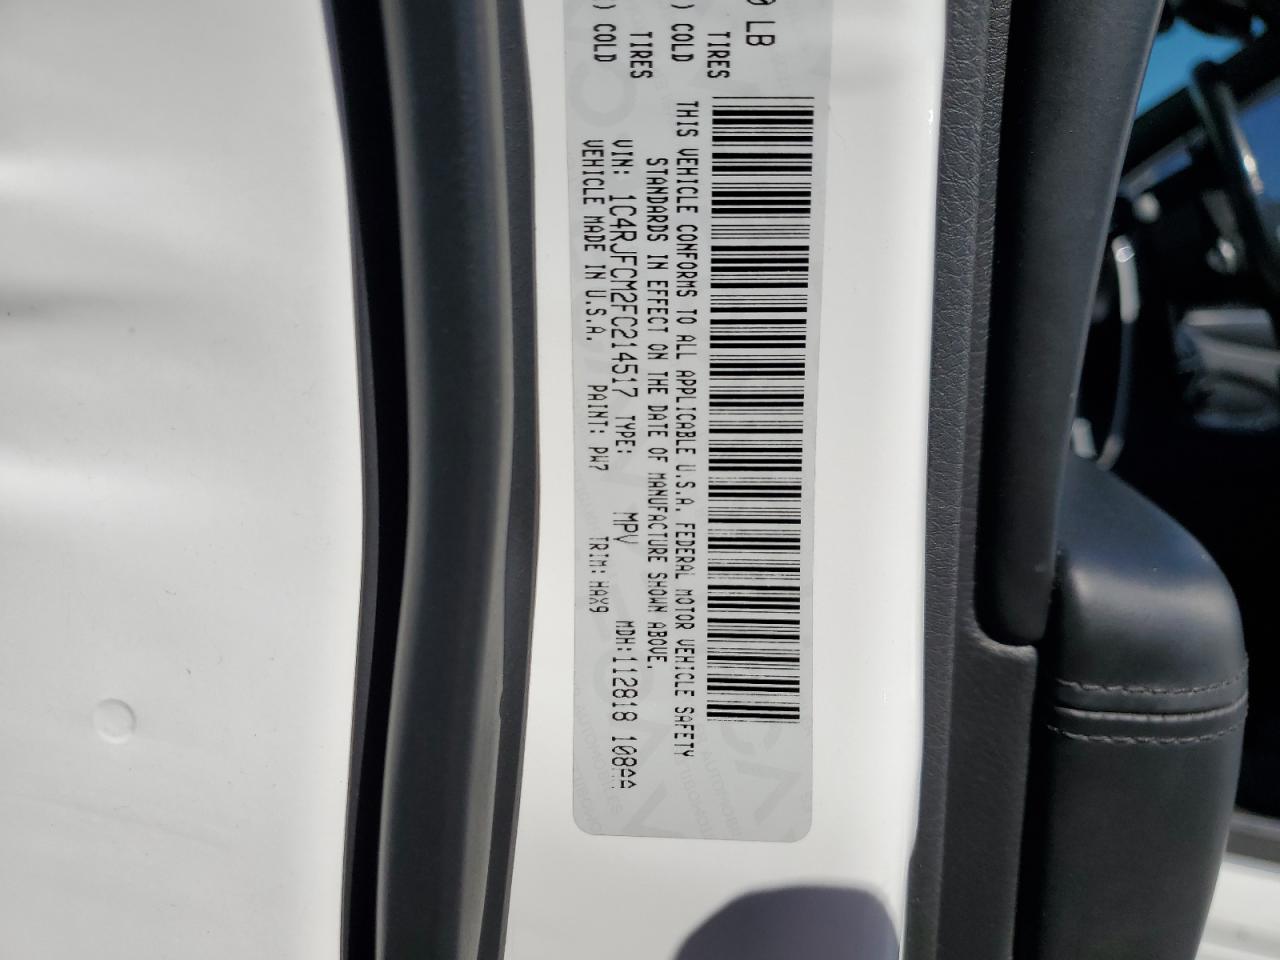 0 LB
TIRES TIRES
) COLD ) COLD
THIS VEHICLE CONFORMS TO ALL APPLICABLE U.S.A. FEDERAL MOTOR VEHICLE SAFETY
STANDARDS IN EFFECT ON THE DATE OF MANUFACTURE SHOWN ABOVE.
VIN: 1C4RJFCM2FC214517 TYPE: MPV MDH:112818 108AA
VEHICLE MADE IN U.S.A. PAINT: PW7 TRIM: HAX9